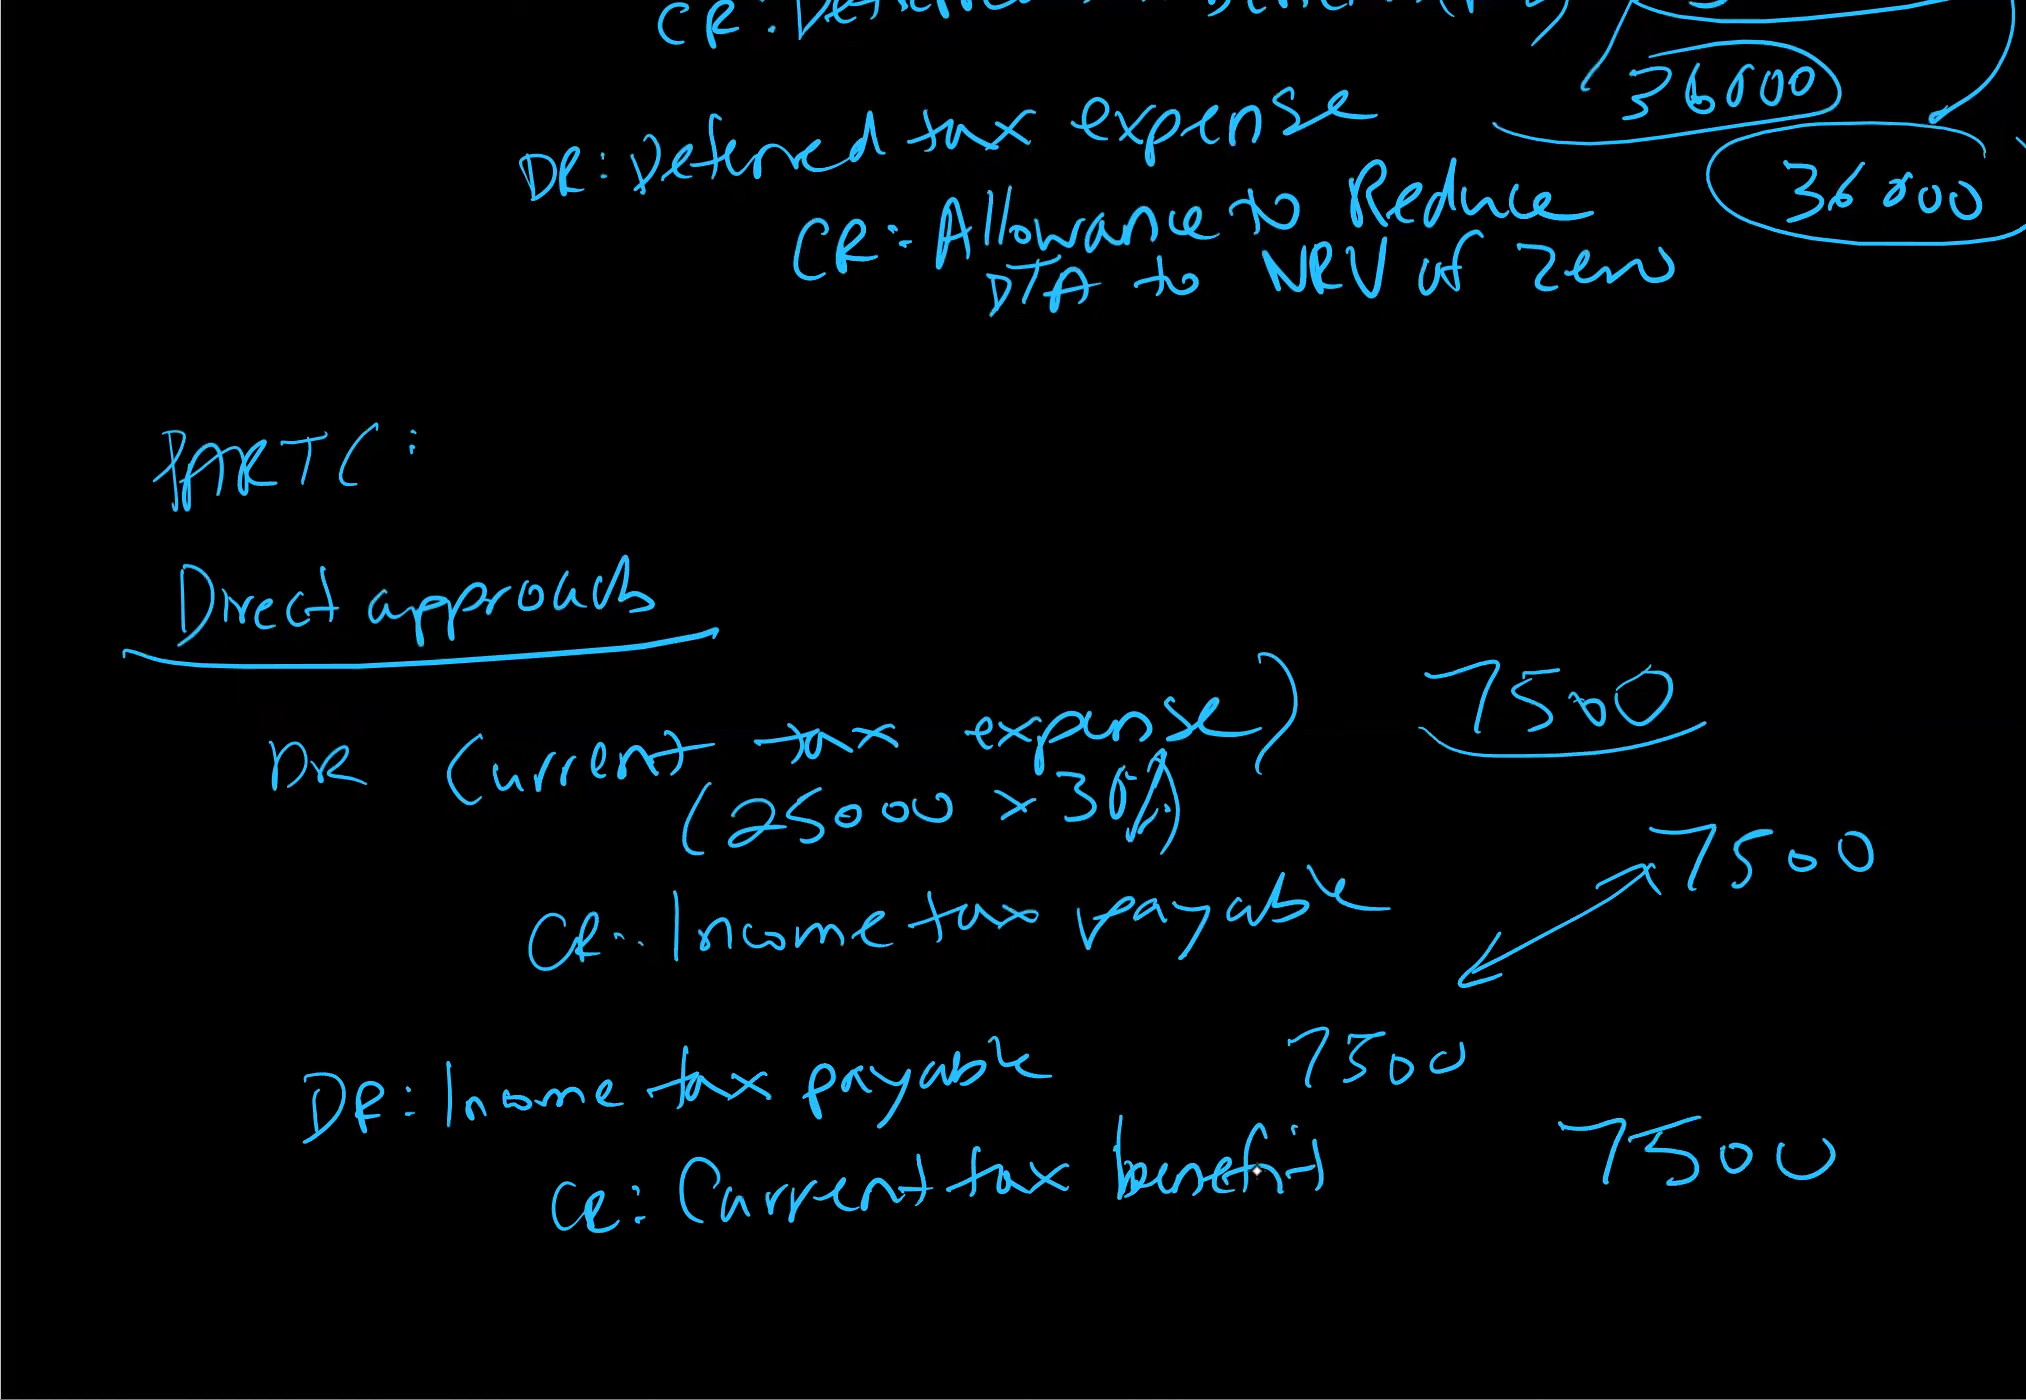 CR: Deferred
36000
DR: Deferred tax expense 36000
CR: Allowance to Reduce
DTA to NRV of Zero
PART C:
Direct approach
DR Current tax expense) 7500
(25000 x 30%)
CR: Income tax payable 7500
DR: Income tax payable 7500
CR: Current tax benefit 7500